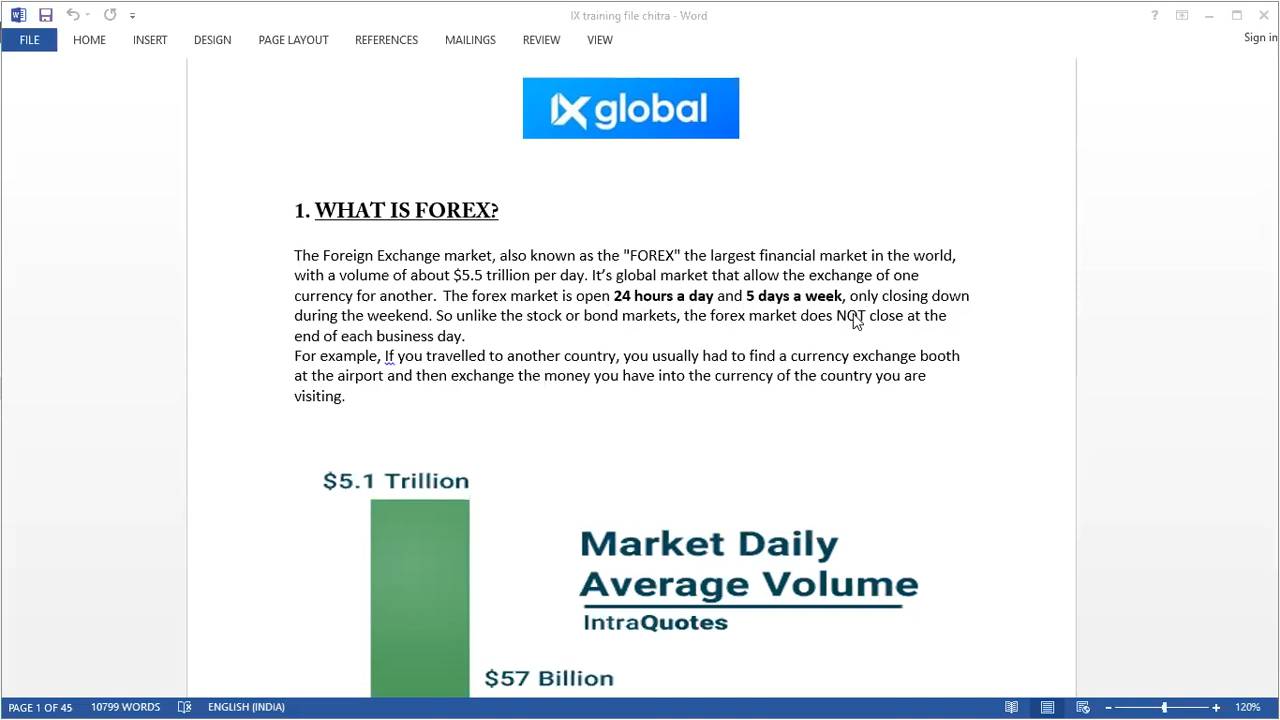 IX training file chitra - Word
?
Sign in
FILE HOME INSERT DESIGN PAGE LAYOUT REFERENCES MAILINGS REVIEW VIEW
IX global
1. WHAT IS FOREX?
The Foreign Exchange market, also known as the "FOREX" the largest financial market in the world,
with a volume of about $5.5 trillion per day. It’s global market that allow the exchange of one
currency for another.  The forex market is open 24 hours a day and 5 days a week, only closing down
during the weekend. So unlike the stock or bond markets, the forex market does NOT close at the
end of each business day.
For example, If you travelled to another country, you usually had to find a currency exchange booth
at the airport and then exchange the money you have into the currency of the country you are
visiting.
$5.1 Trillion
Market Daily
Average Volume
IntraQuotes
$57 Billion
PAGE 1 OF 45 10799 WORDS ENGLISH (INDIA) 120%